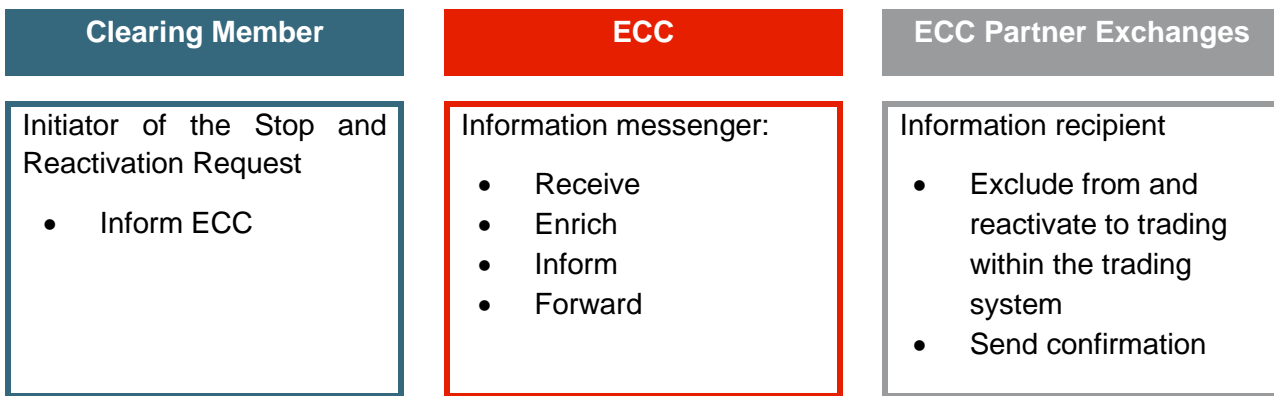 Clearing Member
Initiator of the Stop and
Reactivation Request
• Inform ECC
ECC
Information messenger:
• Receive
• Enrich
• Inform
• Forward
ECC Partner Exchanges
Information recipient
• Exclude from and
reactivate to trading
within the trading
system
• Send confirmation